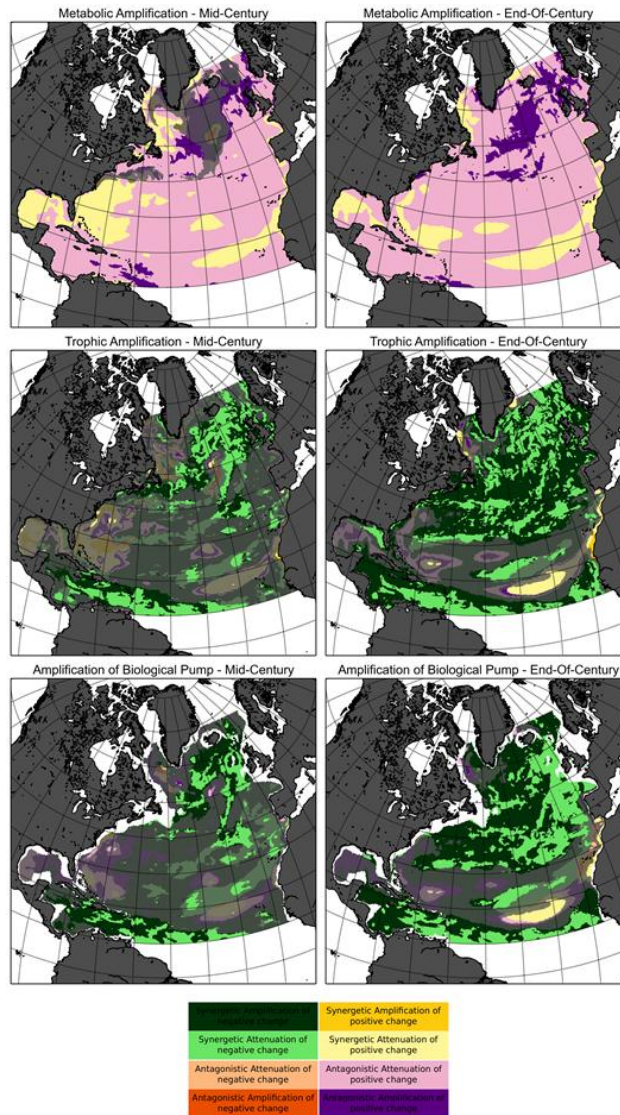 Metabolic Amplification - Mid-Century
Metabolic Amplification - End-Of-Century
Trophic Amplification - Mid-Century
Trophic Amplification - End-Of-Century
Amplification of Biological Pump - Mid-Century
Amplification of Biological Pump - End-Of-Century
Synergetic Amplification of
negative change
Synergetic Amplification of
positive change
Synergetic Attenuation of
negative change
Synergetic Attenuation of
positive change
Antagonistic Attenuation of
negative change
Antagonistic Attenuation of
positive change
Antagonistic Amplification of
negative change
Antagonistic Amplification of
positive change